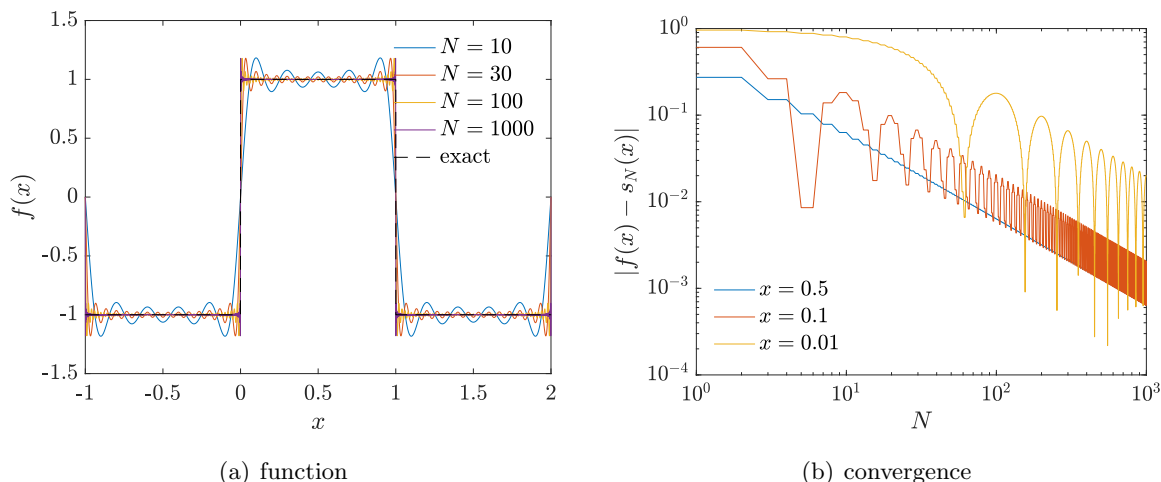 1.5
1
0.5
0
-0.5
-1
-1.5
f(x)
N = 10
N = 30
N = 100
N = 1000
exact
-1 -0.5 0 0.5 1 1.5 2
x
(a) function
10^0
10^{-1}
10^{-2}
10^{-3}
10^{-4}
|f(x) − s_N(x)|
x = 0.5
x = 0.1
x = 0.01
10^0 10^1 10^2 10^3
N
(b) convergence